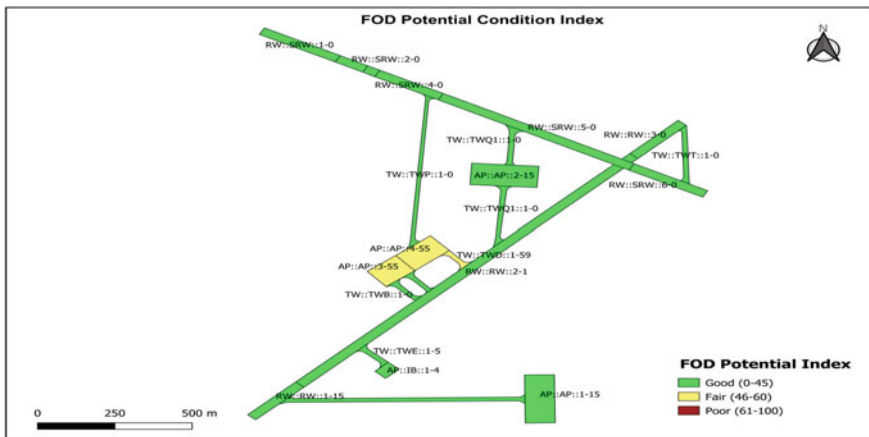 FOD Potential Condition Index
N
RW::SRW::1-0
RW::SRW::2-0
RW::SRW::4-0
RW::SRW::5-0
TW::TWQ1::1-0
RW::RW::3-0
TW::TWT::1-0
TW::TWP::1-0
AP::AP::2-15
RW::SRW::6-0
TW::TWQ1::1-0
AP::AP::4-55
TW::TWD::1-59
AP::AP::3-55
RW::RW::2-1
TW::TWB::1-0
TW::TWE::1-5
AP::IB::1-4
RW::RW::1-15
AP::AP::1-15
FOD Potential Index
Good (0-45)
Fair (46-60)
Poor (61-100)
0 250 500 m